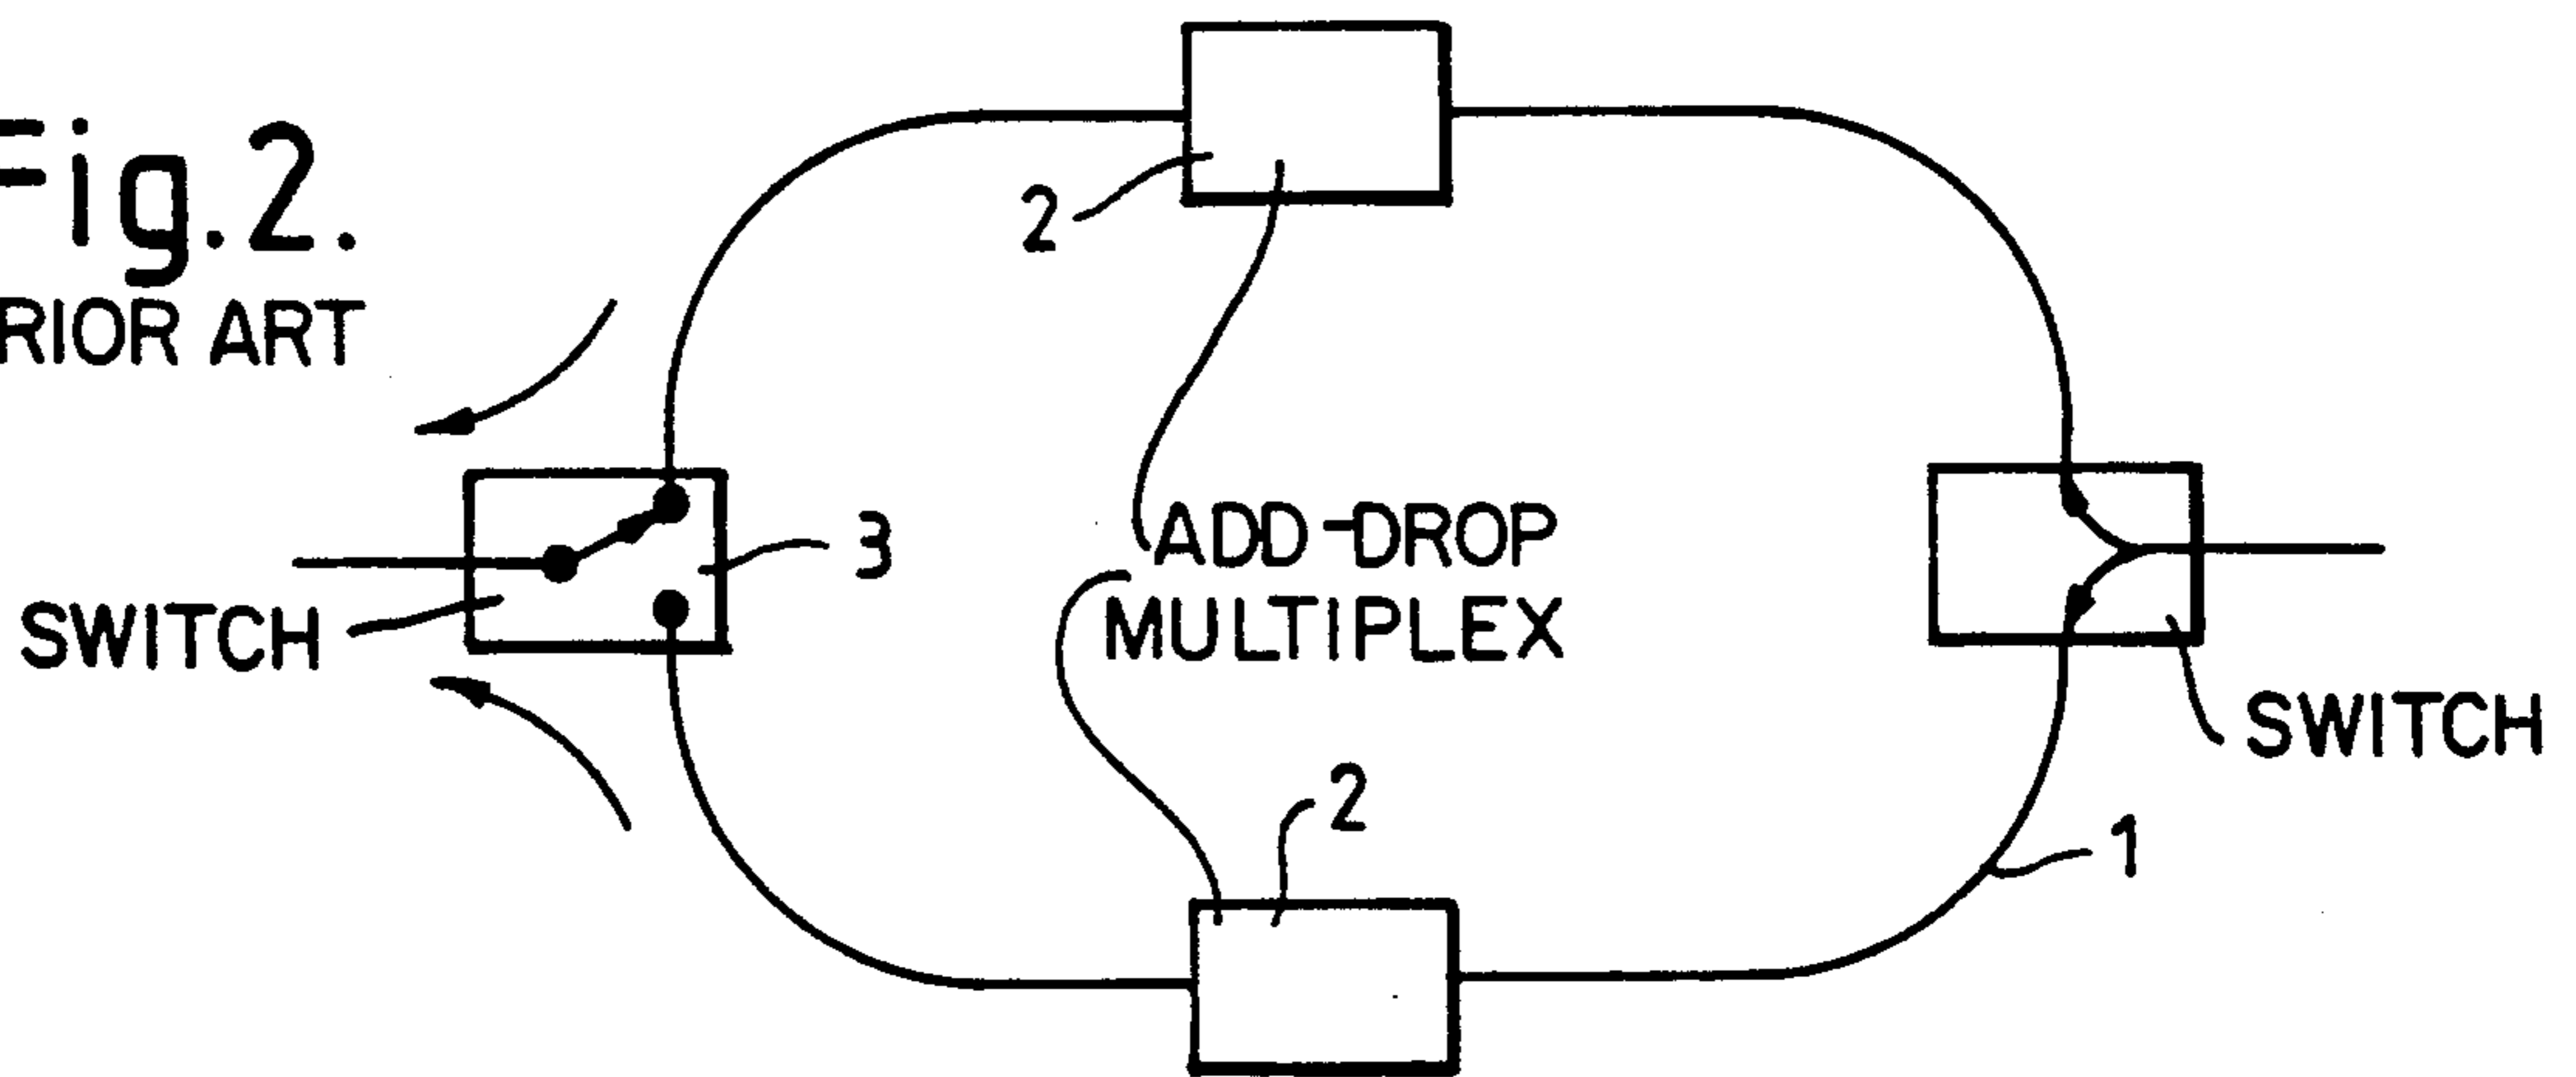 Fig.2.
RIOR ART
2
ADD-DROP
MULTIPLEX
3
SWITCH
SWITCH
2
1